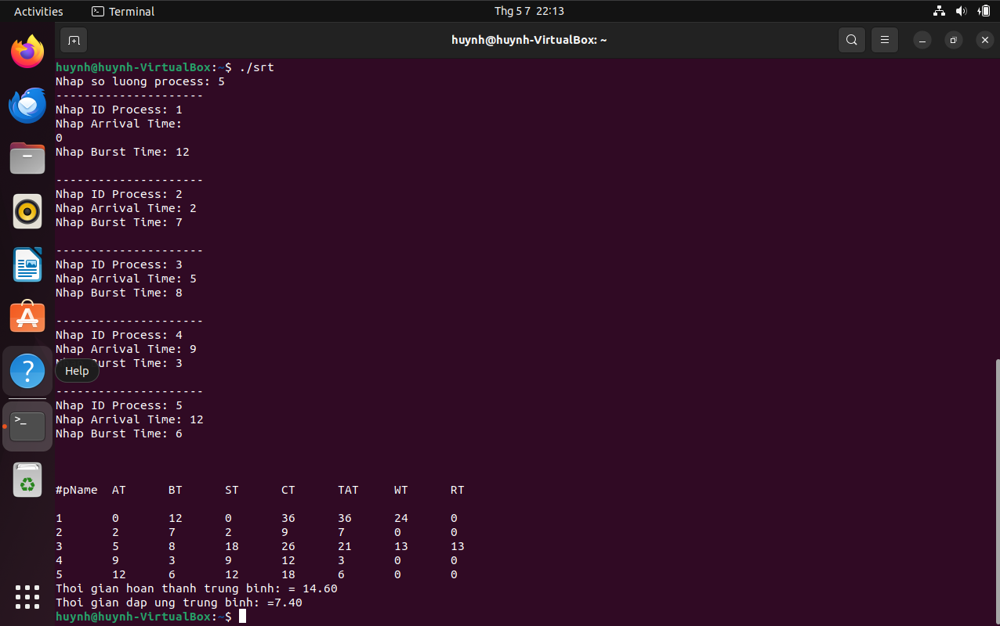 Activities
Terminal
Thg 5 7 22:13
huynh@huynh-VirtualBox: ~
huynh@huynh-VirtualBox:~$ ./srt
Nhap so luong process: 5
---------------------
Nhap ID Process: 1
Nhap Arrival Time:
0
Nhap Burst Time: 12
---------------------
Nhap ID Process: 2
Nhap Arrival Time: 2
Nhap Burst Time: 7
---------------------
Nhap ID Process: 3
Nhap Arrival Time: 5
Nhap Burst Time: 8
---------------------
Nhap ID Process: 4
Nhap Arrival Time: 9
Burst Time: 3
Help
---------------------
Nhap ID Process: 5
Nhap Arrival Time: 12
Nhap Burst Time: 6
#pName AT BT ST CT TAT WT RT
1 0 12 0 36 36 24 0
2 2 7 2 9 7 0 0
3 5 8 18 26 21 13 13
4 9 3 9 12 3 0 0
5 12 6 12 18 6 0 0
Thoi gian hoan thanh trung binh: = 14.60
Thoi gian dap ung trung binh: =7.40
huynh@huynh-VirtualBox:~$